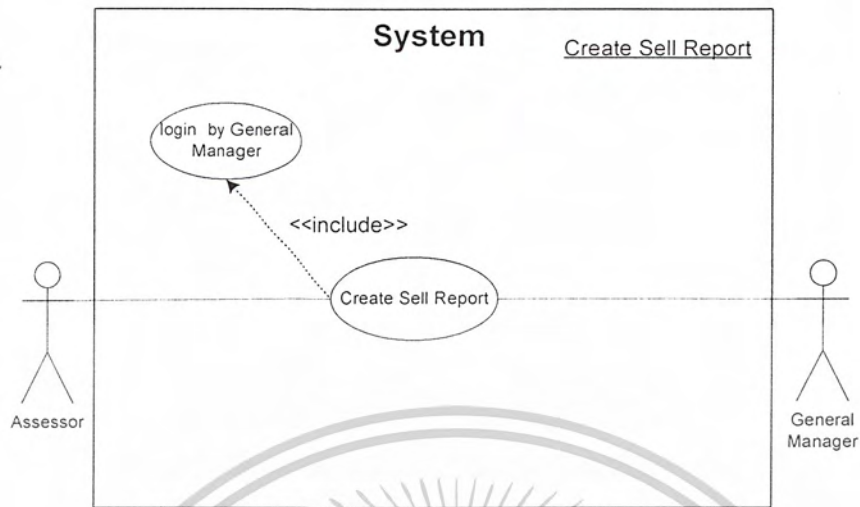 System
Create Sell Report
login by General
Manager
<<include>>
Create Sell Report
Assessor
General
Manager